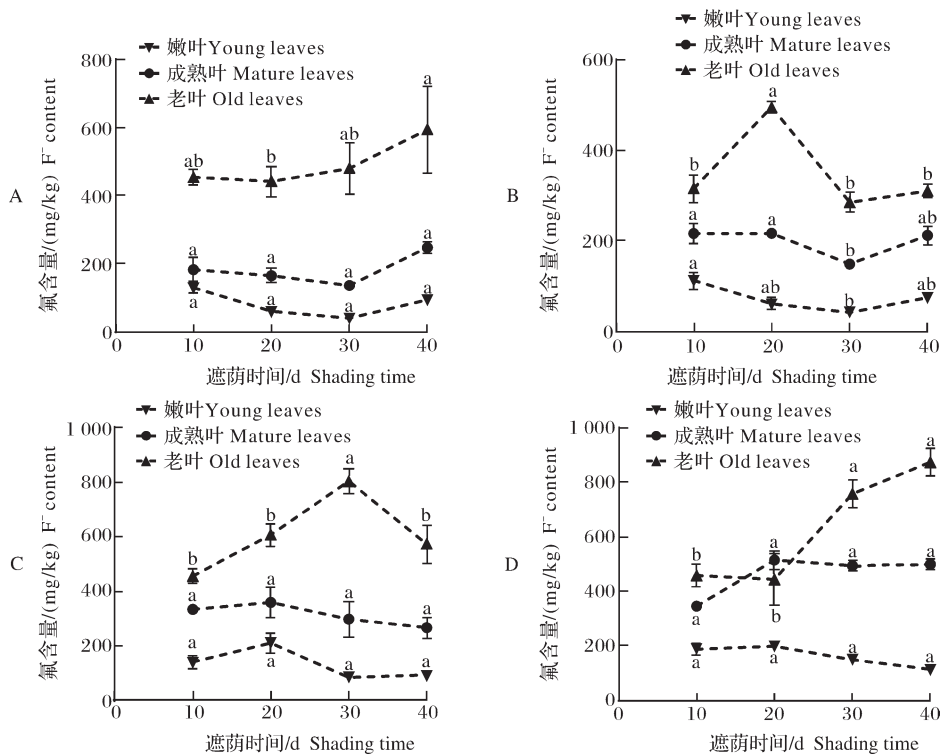 A
嫩叶Young leaves
成熟叶 Mature leaves
老叶 Old leaves
氟含量/(mg/kg) F⁻ content
800
600
400
200
0
ab
b
ab
a
a
a
a
a
a
a
a
a
0
10
20
30
40
遮荫时间/d Shading time
B
嫩叶Young leaves
成熟叶 Mature leaves
老叶 Old leaves
氟含量/(mg/kg) F⁻ content
600
400
200
0
b
a
b
b
a
a
b
ab
a
ab
b
ab
0
10
20
30
40
遮荫时间/d Shading time
C
嫩叶Young leaves
成熟叶 Mature leaves
老叶 Old leaves
氟含量/(mg/kg) F⁻ content
1 000
800
600
400
200
0
b
b
a
b
a
a
a
a
a
a
a
a
0
10
20
30
40
遮荫时间/d Shading time
D
嫩叶Young leaves
成熟叶 Mature leaves
老叶 Old leaves
氟含量/(mg/kg) F⁻ content
1 000
800
600
400
200
0
b
b
a
a
a
a
a
a
a
a
a
a
0
10
20
30
40
遮荫时间/d Shading time